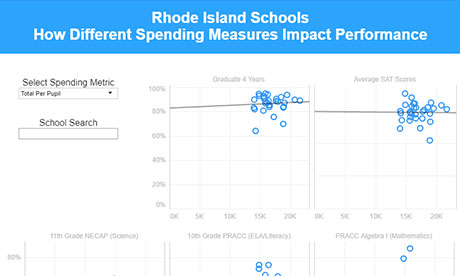 Rhode Island Schools
How Different Spending Measures Impact Performance
Select Spending Metric
Total Per Pupil
School Search
Graduate 4 Years
Average SAT Scores
100%
80%
60%
40%
20%
0%
0K 5K 10K 15K 20K
0K 5K 10K 15K 20K
11th Grade NECAP (Science)
10th Grade PRACC (ELA/Literacy)
PRACC Algebra I (Mathematics)
80%